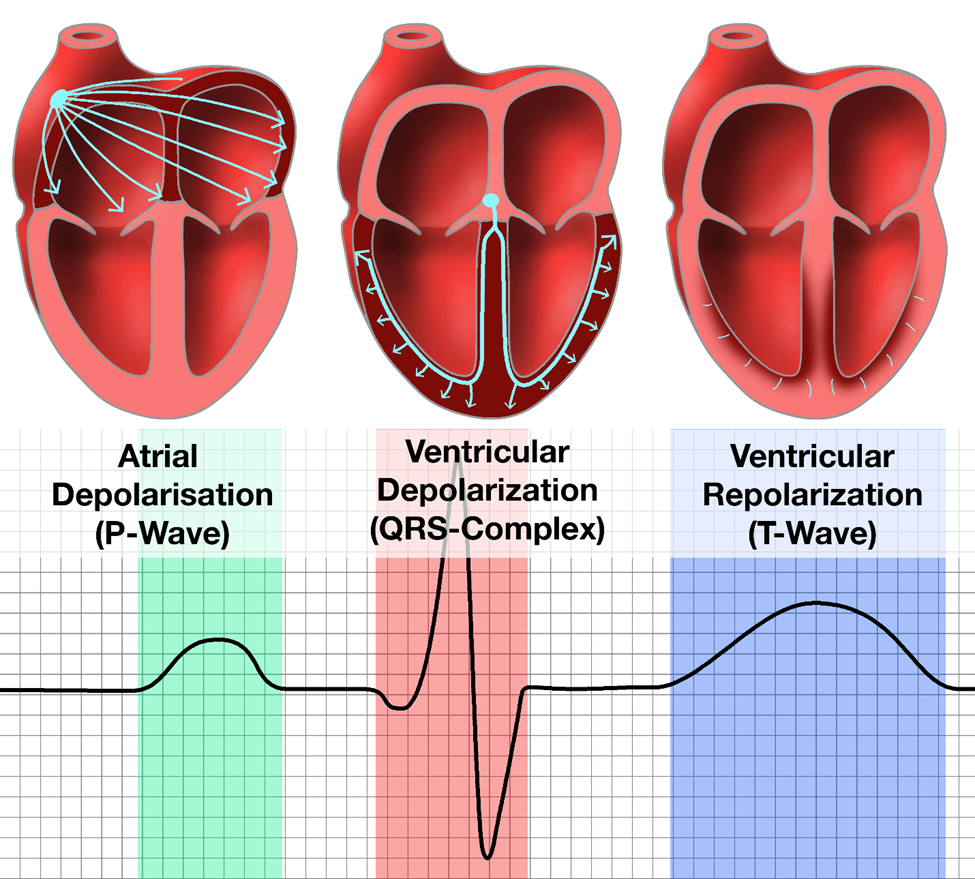 Atrial
Depolarisation
(P-Wave)
Ventricular
Depolarization
(QRS-Complex)
Ventricular
Repolarization
(T-Wave)